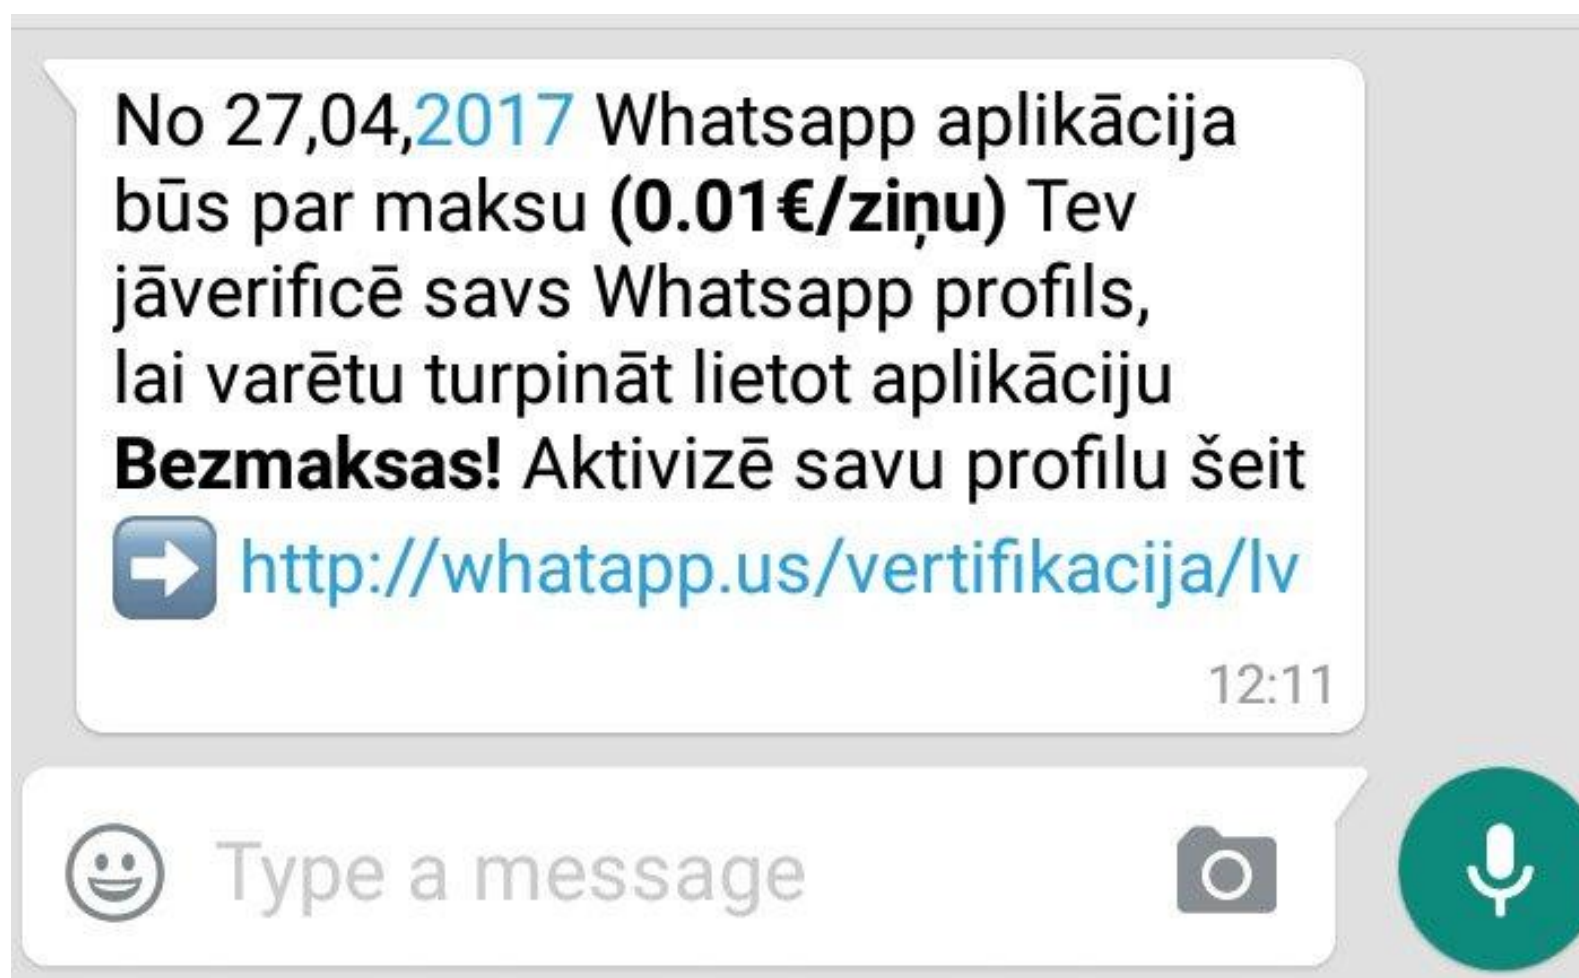 No 27,04,2017 Whatsapp aplikācija
būs par maksu (0.01€/ziņu) Tev
jāverificē savs Whatsapp profils,
lai varētu turpināt lietot aplikāciju
Bezmaksas! Aktivizē savu profilu šeit
➡️ http://whatapp.us/vertifikacija/lv
12:11
Type a message